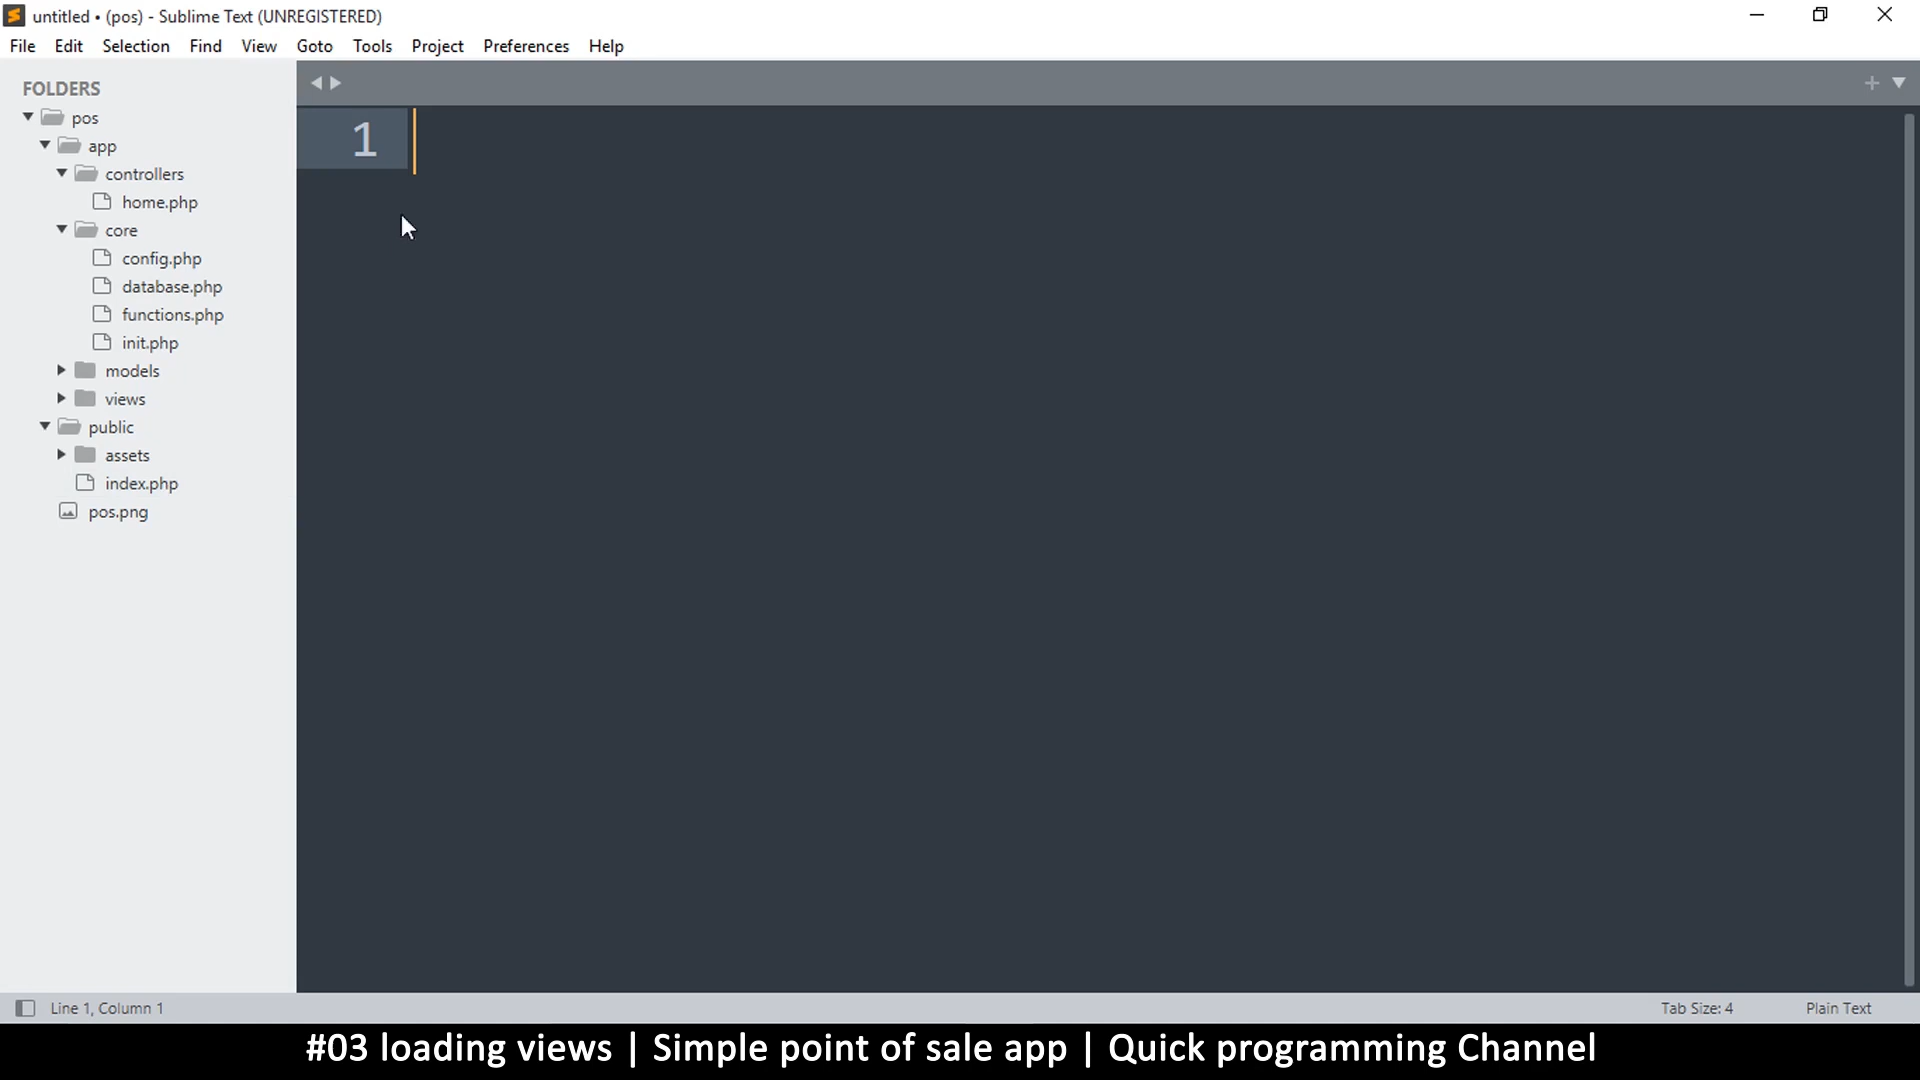 untitled • (pos) - Sublime Text (UNREGISTERED)
File Edit Selection Find View Goto Tools Project Preferences Help
FOLDERS
pos
app
controllers
home.php
core
config.php
database.php
functions.php
init.php
models
views
public
assets
index.php
pos.png
1
Line 1, Column 1
Tab Size: 4
Plain Text
#03 loading views | Simple point of sale app | Quick programming Channel